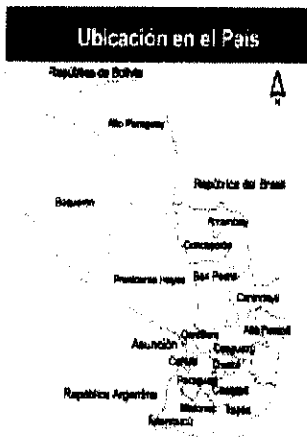 Ubicación en el País
República de Bolivia
N
Alto Paraguay
República del Brasil
Boquerón
Amambay
Concepción
Presidente Hayes
San Pedro
Canindeyú
Cordillera
Alto Paraná
Asunción
Caaguazú
Central
Guairá
Paraguarí
Caazapá
República Argentina
Misiones
Itapúa
Ñeembucú